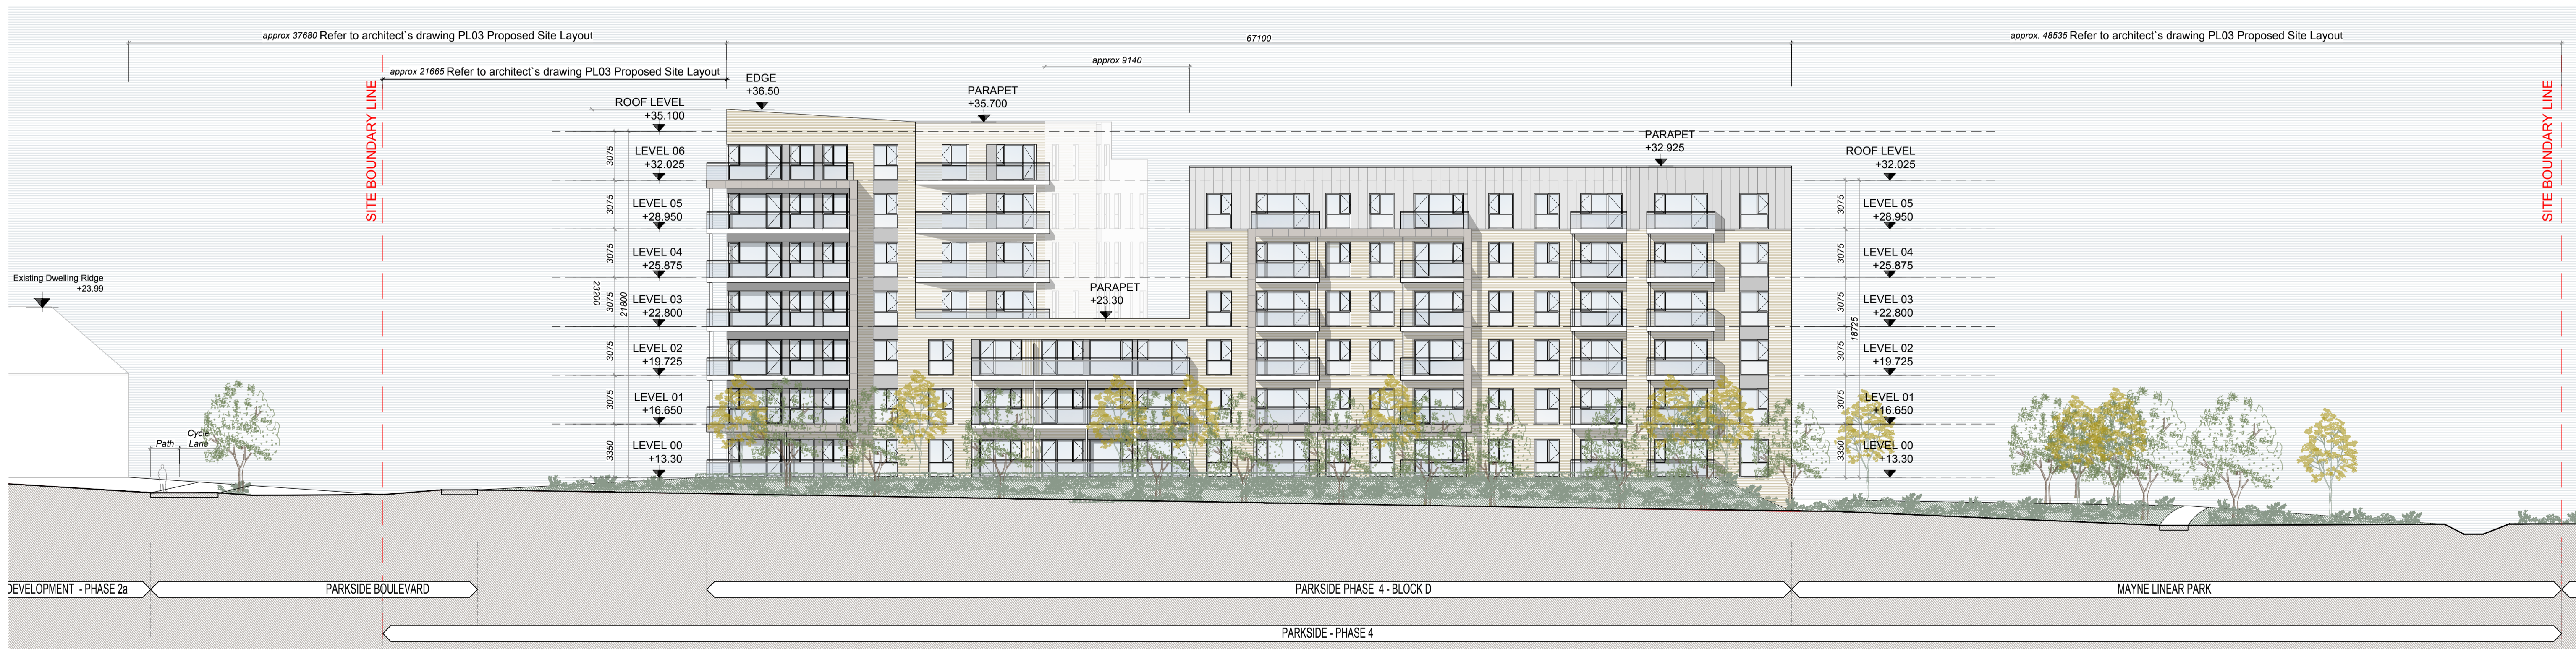 approx 37680 Refer to architect`s drawing PL03 Proposed Site Layout
67100
approx. 48535 Refer to architect`s drawing PL03 Proposed Site Layout
approx 21665 Refer to architect`s drawing PL03 Proposed Site Layout
approx 9140
SITE BOUNDARY LINE
EDGE
+36.50
PARAPET
+35.700
ROOF LEVEL
+35.100
LEVEL 06
+32.025
LEVEL 05
+28.950
LEVEL 04
+25.875
LEVEL 03
+22.800
LEVEL 02
+19.725
LEVEL 01
+16.650
LEVEL 00
+13.30
3075
3075
3075
3075
3075
3075
3350
23200
21800
PARAPET
+23.30
PARAPET
+32.925
ROOF LEVEL
+32.025
LEVEL 05
+28.950
LEVEL 04
+25.875
LEVEL 03
+22.800
LEVEL 02
+19.725
LEVEL 01
+16.650
LEVEL 00
+13.30
3075
3075
3075
3075
3075
3350
18725
SITE BOUNDARY LINE
Existing Dwelling Ridge
+23.99
Path
Cycle
Lane
DEVELOPMENT - PHASE 2a
PARKSIDE BOULEVARD
PARKSIDE PHASE 4 - BLOCK D
MAYNE LINEAR PARK
PARKSIDE - PHASE 4